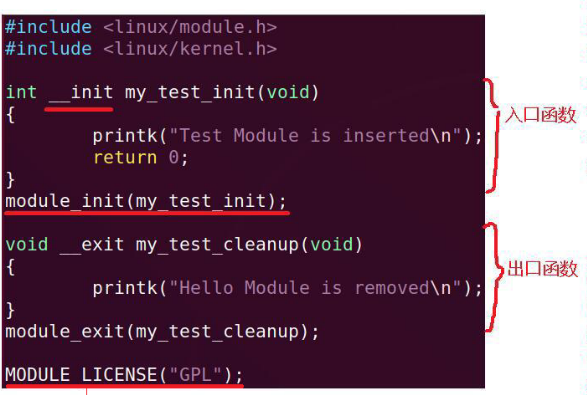 #include <linux/module.h>
#include <linux/kernel.h>
int __init my_test_init(void)
{
printk("Test Module is inserted\n");
return 0;
}
module_init(my_test_init);
入口函数
void __exit my_test_cleanup(void)
{
printk("Hello Module is removed\n");
}
module_exit(my_test_cleanup);
出口函数
MODULE_LICENSE("GPL");